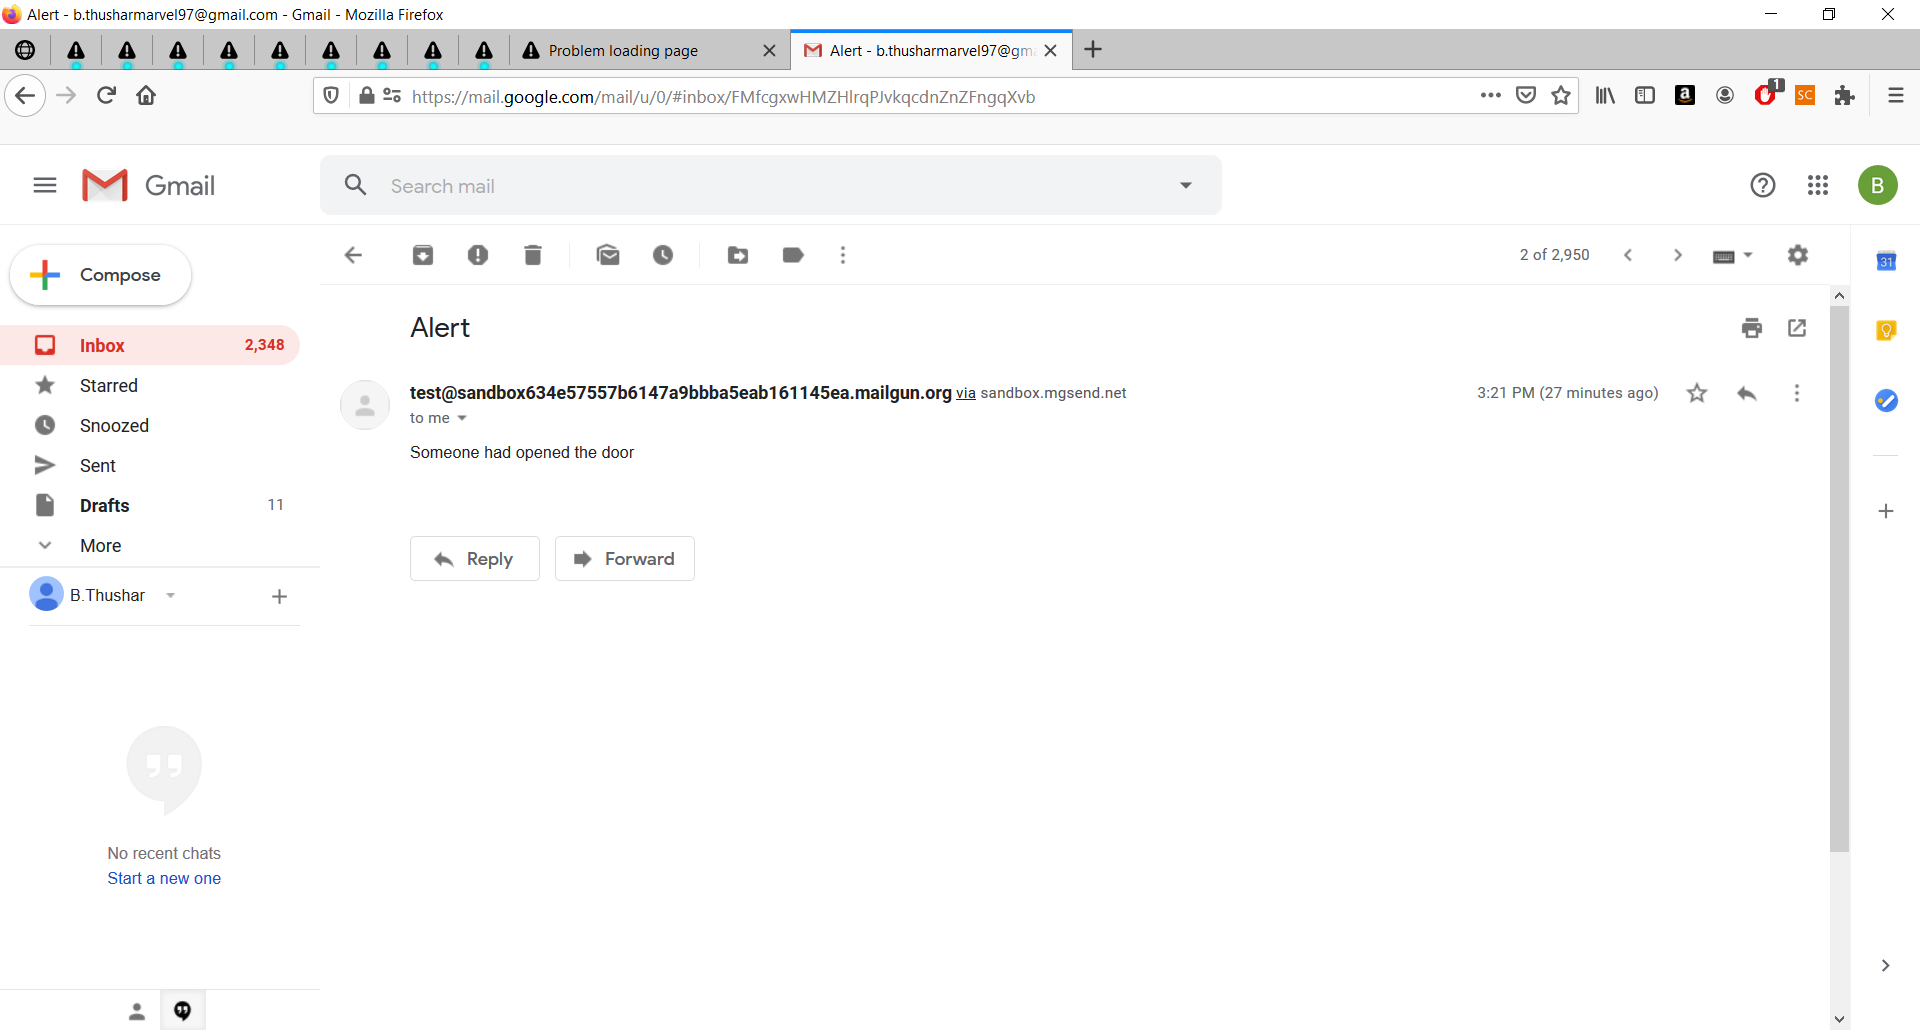 Alert - b.thusharmarvel97@gmail.com - Gmail - Mozilla Firefox
Problem loading page
Alert - b.thusharmarvel97@gm
https://mail.google.com/mail/u/0/#inbox/FMfcgxwHMZHlrqPJvkqcdnZnZFngqXvb
1
a
SC
Gmail
Search mail
B
Compose
2 of 2,950
31
Alert
Inbox 2,348
Starred
Snoozed
Sent
Drafts 11
More
test@sandbox634e57557b6147a9bbba5eab161145ea.mailgun.org via sandbox.mgsend.net
3:21 PM (27 minutes ago)
to me
Someone had opened the door
Reply
Forward
B.Thushar
No recent chats
Start a new one